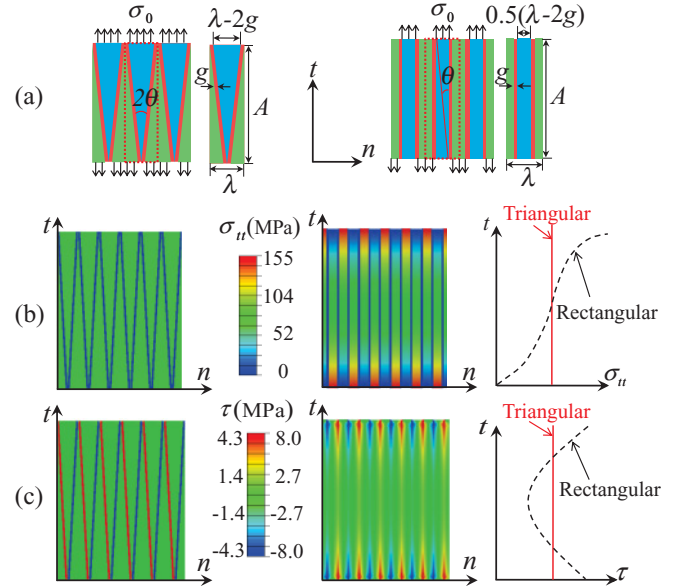 (a)
σ₀
λ-2g
2θ
g
A
λ
t
n
σ₀
0.5(λ-2g)
θ
g
A
λ
(b)
t
n
σtt(MPa)
155
104
52
0
t
n
t
Triangular
Rectangular
σtt
(c)
t
n
τ(MPa)
4.3 8.0
1.4 2.7
-1.4 -2.7
-4.3 -8.0
t
n
t
Triangular
Rectangular
τ